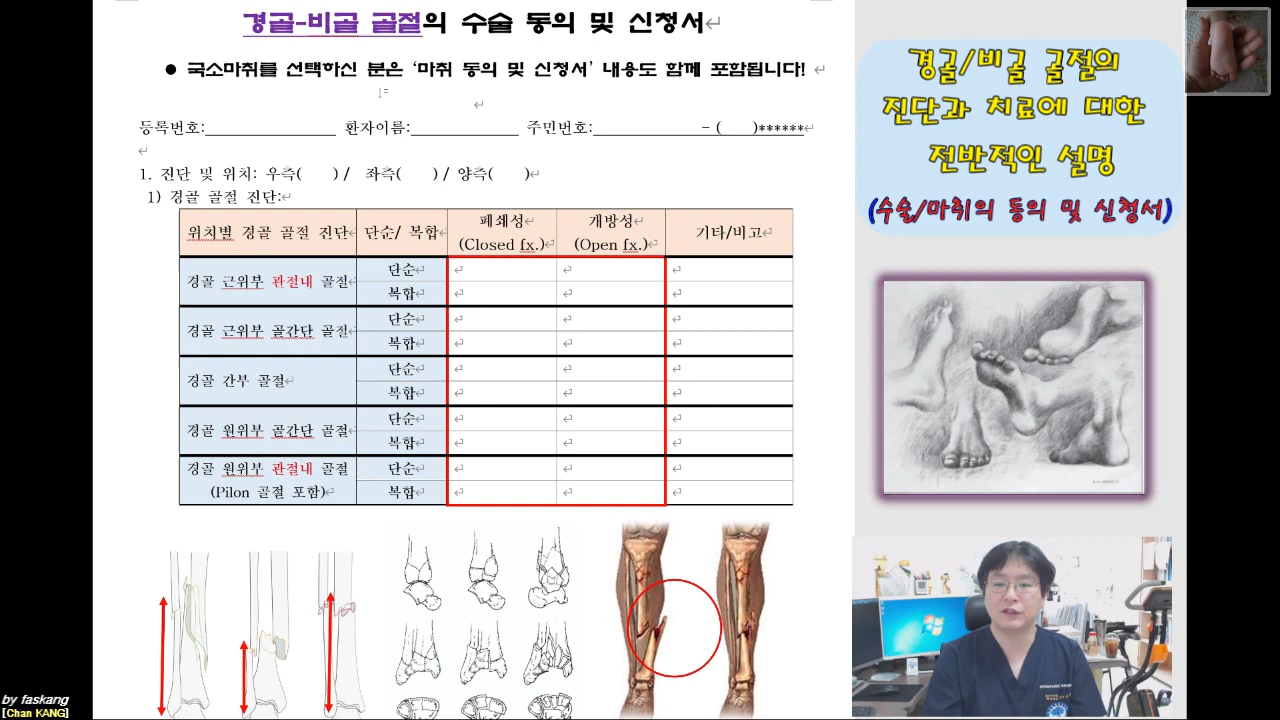 경골-비골 골절의 수술 동의 및 신청서
● 국소마취를 선택하신 분은 ‘마취 동의 및 신청서’ 내용도 함께 포함됩니다!
등록번호: 환자이름: 주민번호: - ( )******
1. 진단 및 위치: 우측( ) / 좌측( ) / 양측( )
1) 경골 골절 진단:
위치별 경골 골절 진단 단순/ 복합 폐쇄성 (Closed fx.) 개방성 (Open fx.) 기타/비고
경골 근위부 관절내 골절 단순
복합
경골 근위부 골간단 골절 단순
복합
경골 간부 골절 단순
복합
경골 원위부 골간단 골절 단순
복합
경골 원위부 관절내 골절 단순
(Pilon 골절 포함) 복합
경골/비골 골절의
진단과 치료에 대한
전반적인 설명
(수술/마취의 동의 및 신청서)
by faskang
[Chan KANG]